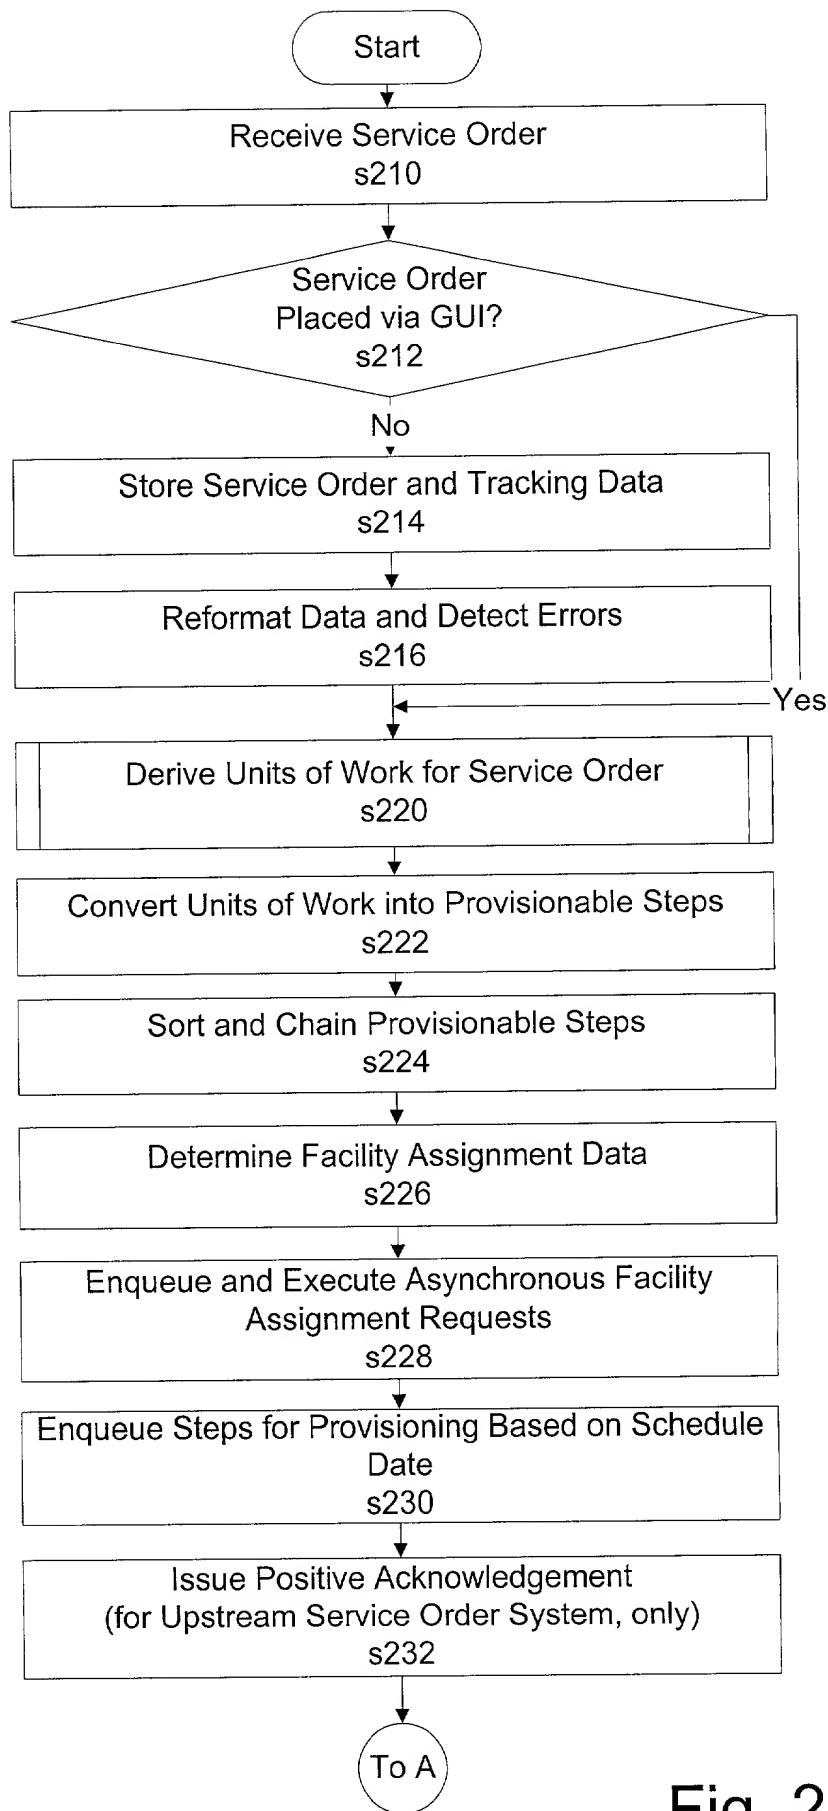 Start
Receive Service Order
s210
Service Order
Placed via GUI?
s212
No
Store Service Order and Tracking Data
s214
Reformat Data and Detect Errors
s216
Yes
Derive Units of Work for Service Order
s220
Convert Units of Work into Provisionable Steps
s222
Sort and Chain Provisionable Steps
s224
Determine Facility Assignment Data
s226
Enqueue and Execute Asynchronous Facility
Assignment Requests
s228
Enqueue Steps for Provisioning Based on Schedule
Date
s230
Issue Positive Acknowledgement
(for Upstream Service Order System, only)
s232
To A
Fig. 2